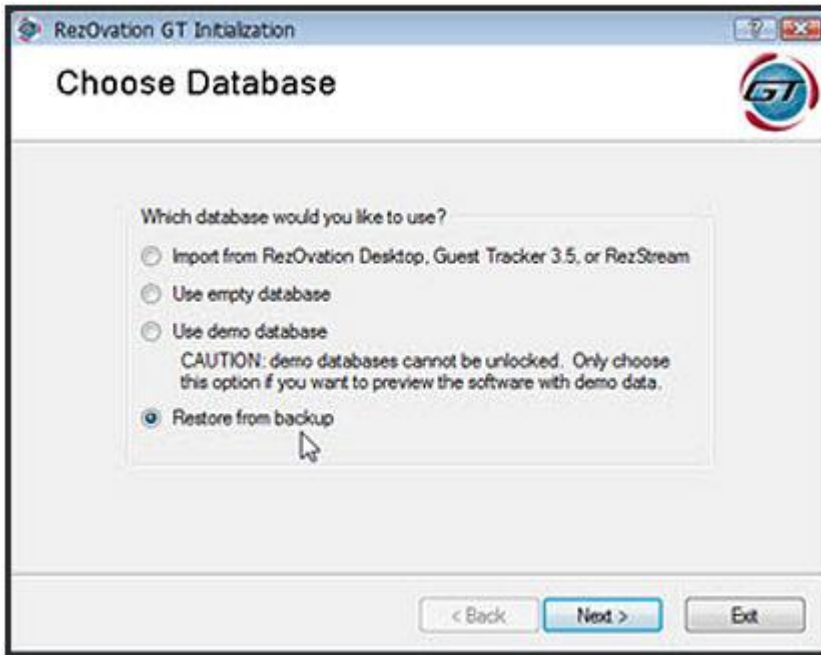 RezOvation GT Initialization
Choose Database
GT
Which database would you like to use?
Import from RezOvation Desktop, Guest Tracker 3.5, or RezStream
Use empty database
Use demo database
CAUTION: demo databases cannot be unlocked. Only choose
this option if you want to preview the software with demo data.
Restore from backup
< Back
Next >
Exit